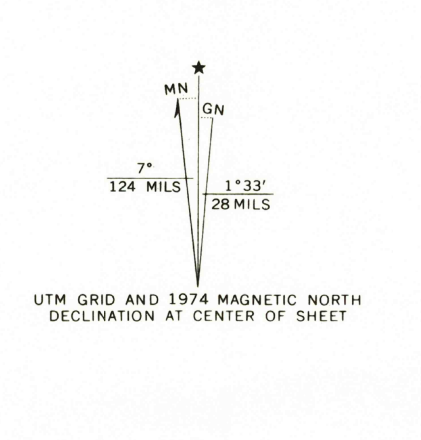 MN
GN
7°
124 MILS
1°33'
28 MILS
UTM GRID AND 1974 MAGNETIC NORTH
DECLINATION AT CENTER OF SHEET